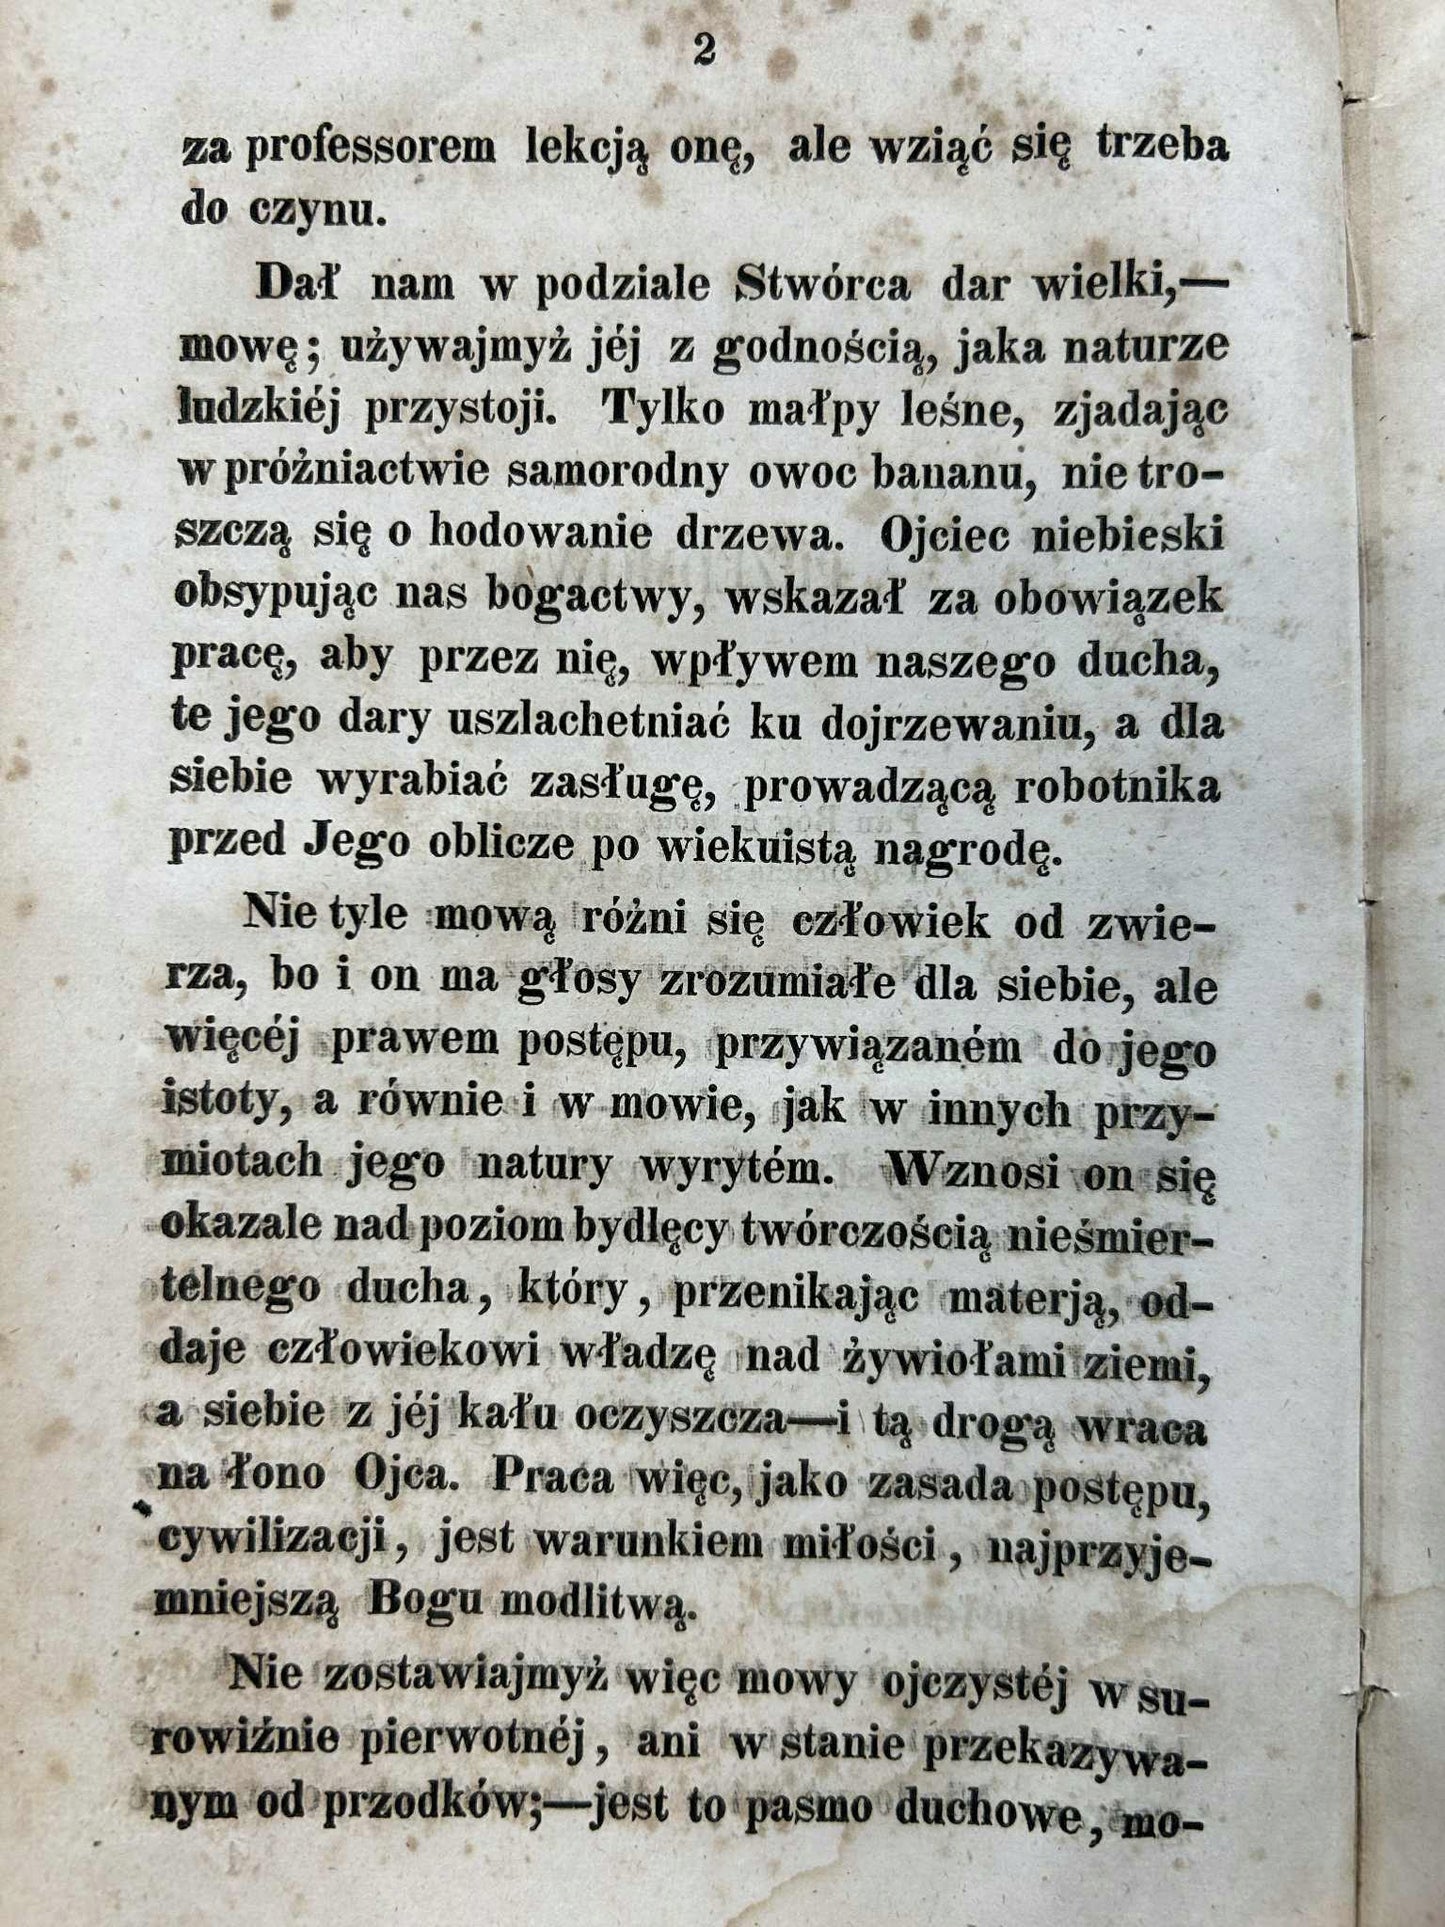 2
za professorem lekcją onę, ale wziąć się trzeba
do czynu.
Dał nam w podziale Stwórca dar wielki,—
mowę; używajmyż jéj z godnością, jaka naturze
ludzkiéj przystoji. Tylko małpy leśne, zjadając
w próżniactwie samorodny owoc bananu, nie tro-
szczą się o hodowanie drzewa. Ojciec niebieski
obsypując nas bogactwy, wskazał za obowiązek
pracę, aby przez nię, wpływem naszego ducha,
te jego dary uszlachetniać ku dojrzewaniu, a dla
siebie wyrabiać zasługę, prowadzącą robotnika
przed Jego oblicze po wiekuistą nagrodę.
Nie tyle mową różni się człowiek od zwie-
rza, bo i on ma głosy zrozumiałe dla siebie, ale
więcéj prawem postępu, przywiązaném do jego
istoty, a równie i w mowie, jak w innych przy-
miotach jego natury wyrytém. Wznosi on się
okazale nad poziom bydlęcy twórczością nieśmier-
telnego ducha, który, przenikając materją, od-
daje człowiekowi władzę nad żywiołami ziemi,
a siebie z jéj kału oczyszcza—i tą drogą wraca
na łono Ojca. Praca więc, jako zasada postępu,
cywilizacji, jest warunkiem miłości, najprzyje-
mniejszą Bogu modlitwą.
Nie zostawiajmyż więc mowy ojczystéj w su-
rowiźnie pierwotnéj, ani w stanie przekazywa-
nym od przodków;—jest to pasmo duchowe, mo-